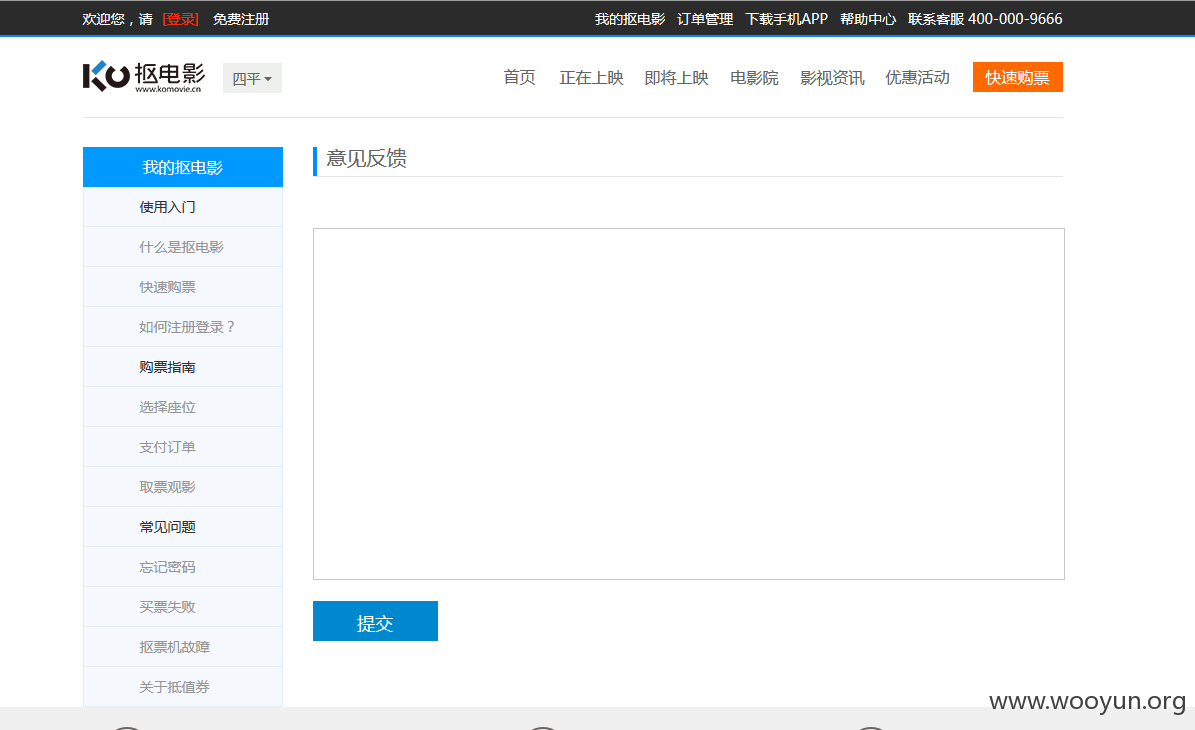 欢迎您，请 [登录] 免费注册
我的抠电影 订单管理 下载手机APP 帮助中心 联系客服 400-000-9666
KO抠电影
www.komovie.cn
四平
首页 正在上映 即将上映 电影院 影视资讯 优惠活动 快速购票
我的抠电影
使用入门
什么是抠电影
快速购票
如何注册登录？
购票指南
选择座位
支付订单
取票观影
常见问题
忘记密码
买票失败
抠票机故障
关于抵值券
意见反馈
提交
www.wooyun.org